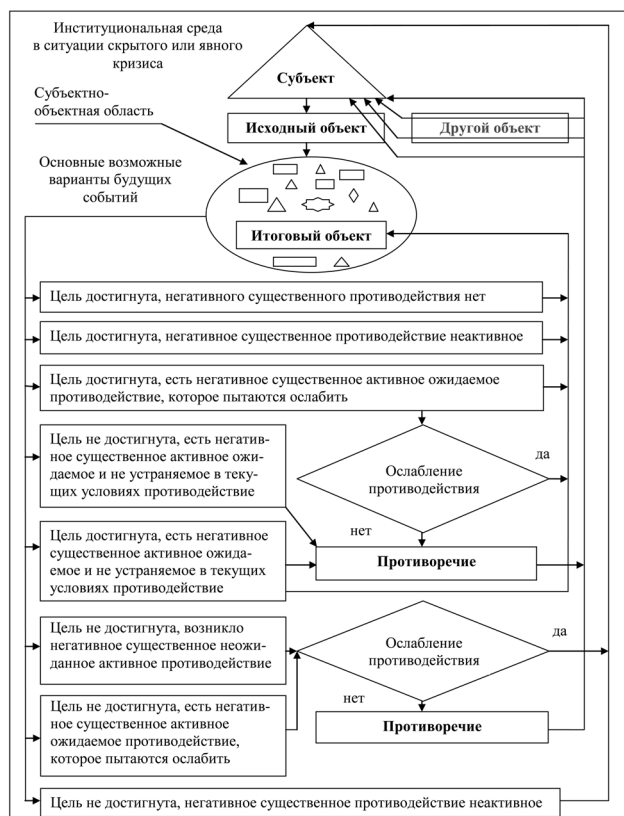 Институциональная среда
в ситуации скрытого или явного
кризиса
Субъект
Субъектно-
объектная область
Исходный объект
Другой объект
Основные возможные
варианты будущих
событий
Итоговый объект
Цель достигнута, негативного существенного противодействия нет
Цель достигнута, негативное существенное противодействие неактивное
Цель достигнута, есть негативное существенное активное ожидаемое
противодействие, которое пытаются ослабить
Цель не достигнута, есть негатив-
ное существенное активное ожи-
даемое и не устраняемое в теку-
щих условиях противодействие
Ослабление
противодействия
да
нет
Цель достигнута, есть негативное
существенное активное ожидае-
мое и не устраняемое в текущих
условиях противодействие
Противоречие
Цель не достигнута, возникло
негативное существенное неожи-
данное активное противодействие
Ослабление
противодействия
да
нет
Цель не достигнута, есть негатив-
ное существенное активное
ожидаемое противодействие,
которое пытаются ослабить
Противоречие
Цель не достигнута, негативное существенное противодействие неактивное